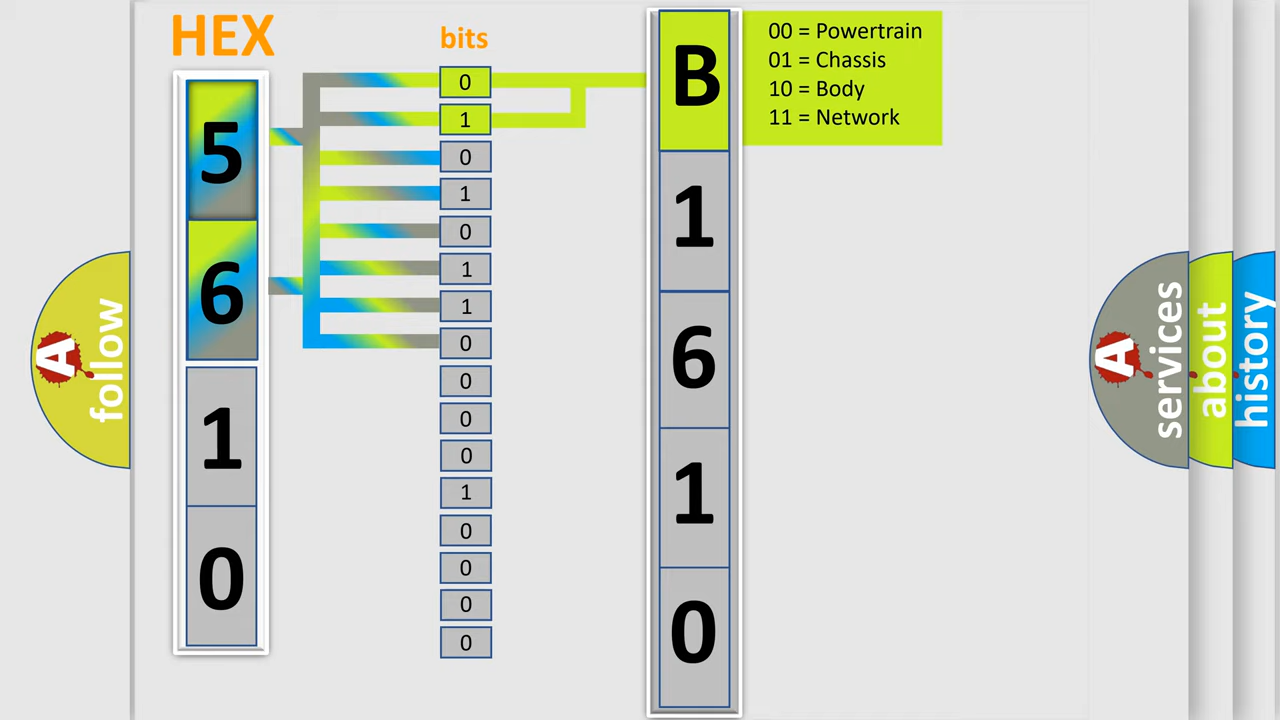 HEX
bits
5
6
1
0
0
1
0
1
0
1
1
0
0
0
0
1
0
0
0
0
B
1
6
1
0
00 = Powertrain
01 = Chassis
10 = Body
11 = Network
A
follow
A
services
about
history